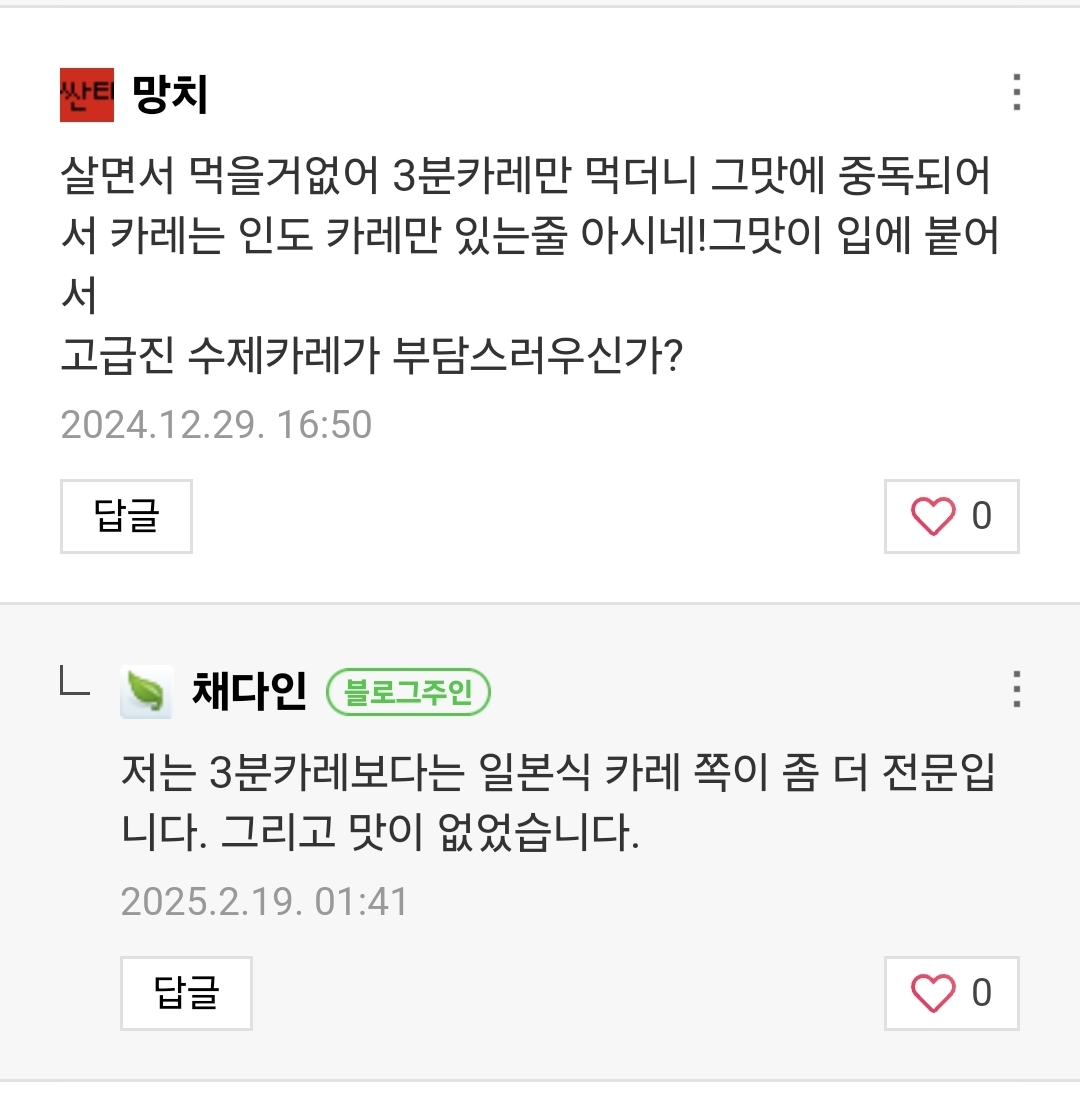 싼타
망치
살면서 먹을거없어 3분카레만 먹더니 그맛에 중독되어
서 카레는 인도 카레만 있는줄 아시네!그맛이 입에 붙어
서
고급진 수제카레가 부담스러우신가?
2024.12.29. 16:50
답글
0
채다인 블로그주인
저는 3분카레보다는 일본식 카레 쪽이 좀 더 전문입
니다. 그리고 맛이 없었습니다.
2025.2.19. 01:41
답글
0